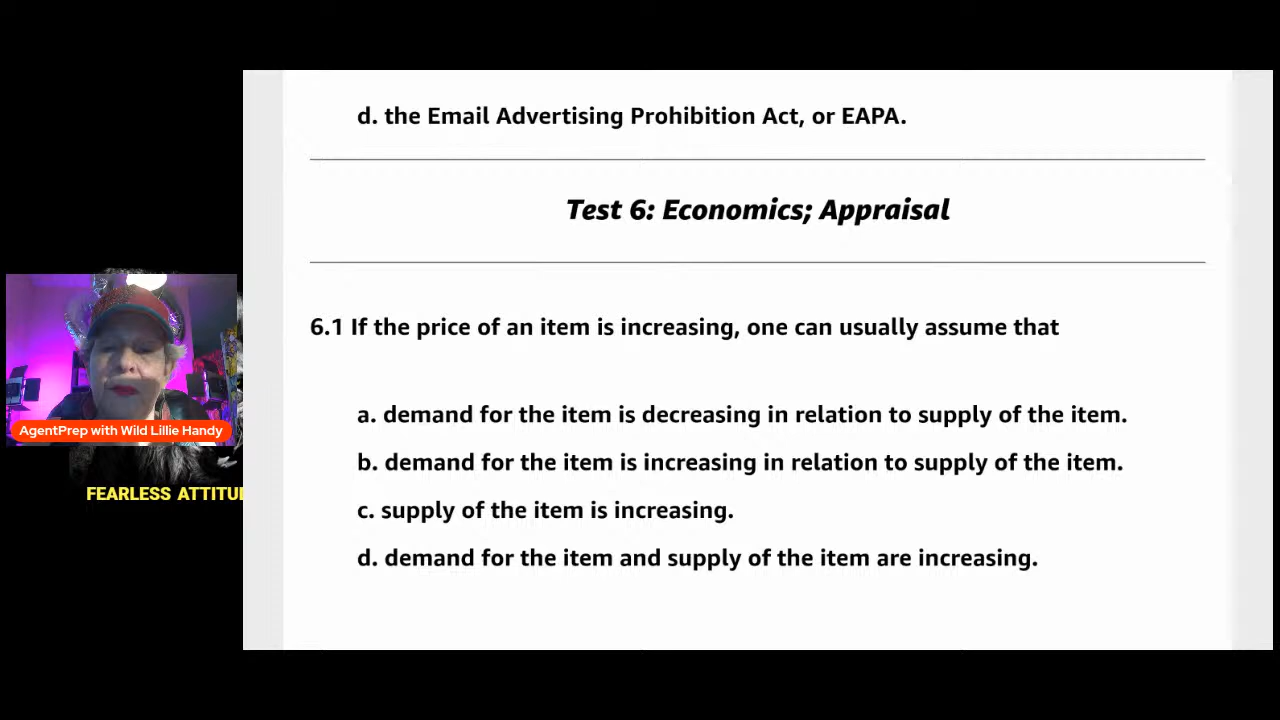 d. the Email Advertising Prohibition Act, or EAPA.
Test 6: Economics; Appraisal
6.1 If the price of an item is increasing, one can usually assume that
a. demand for the item is decreasing in relation to supply of the item.
b. demand for the item is increasing in relation to supply of the item.
c. supply of the item is increasing.
d. demand for the item and supply of the item are increasing.
AgentPrep with Wild Lillie Handy
FEARLESS ATTITU